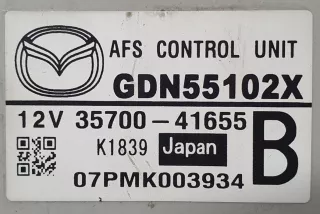 AFS CONTROL UNIT
GDN55102X
12V 35700-41655
B
K1839 Japan
07PMK003934